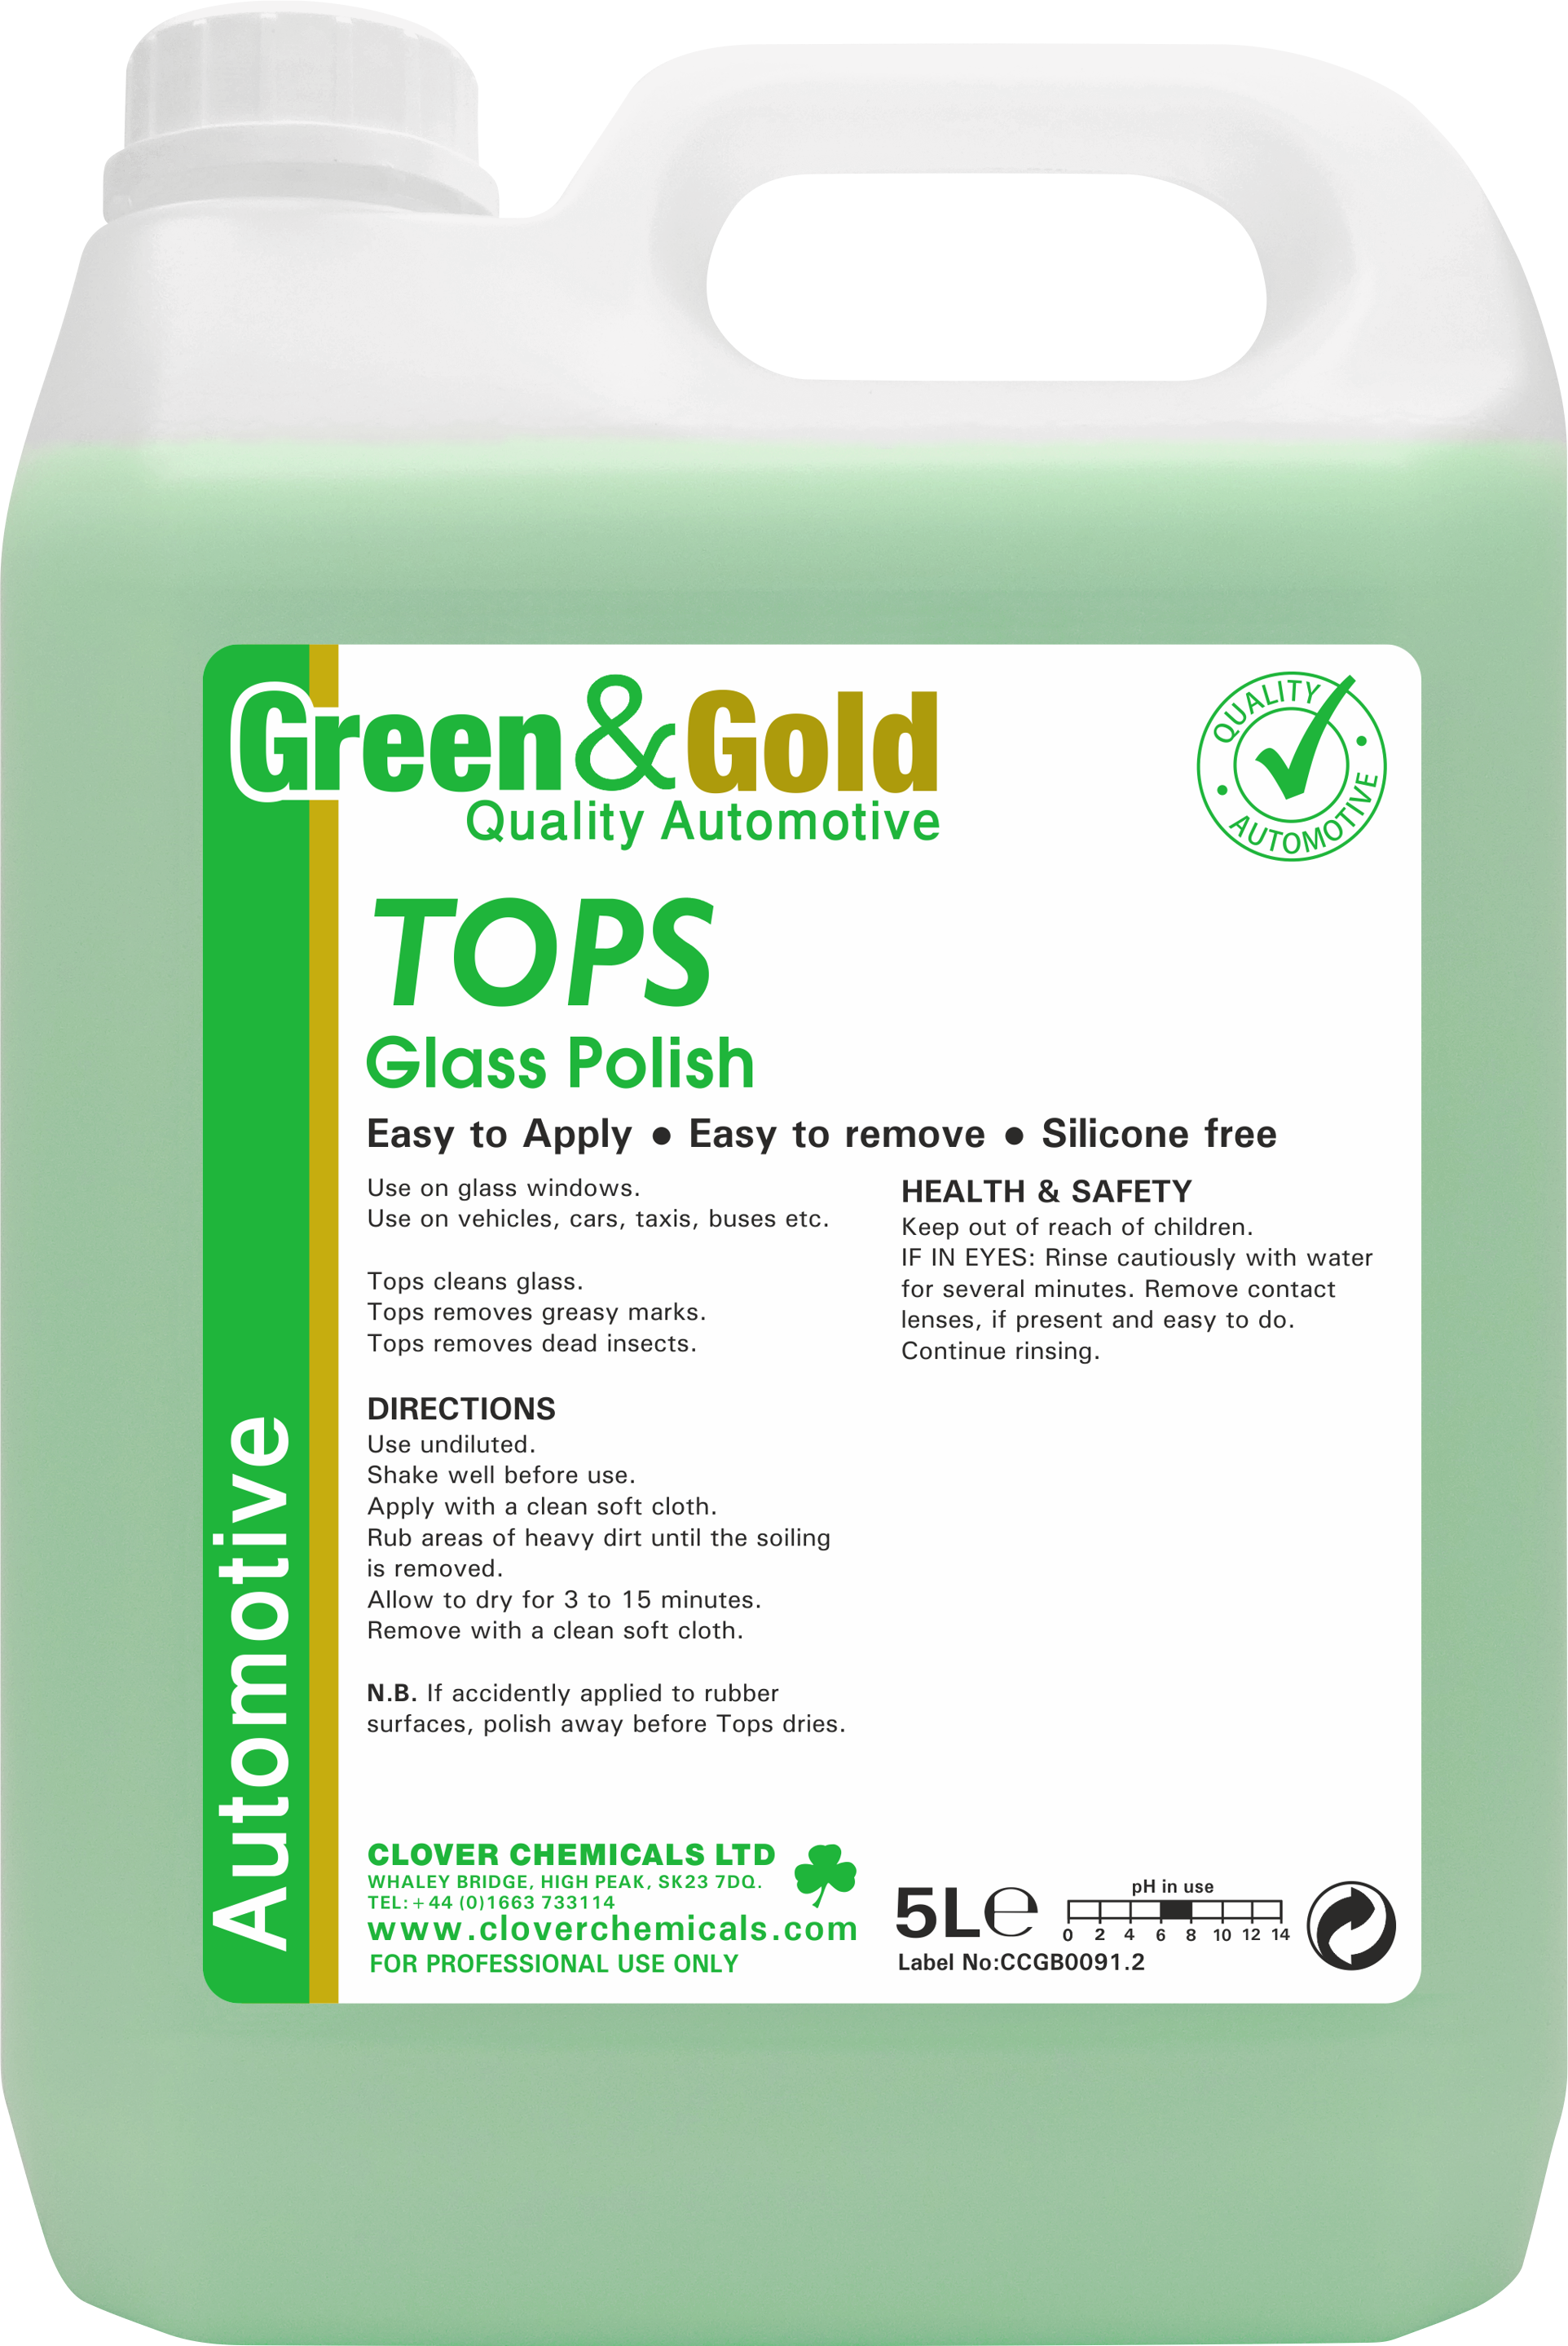 Green&Gold
Quality Automotive
QUALITY
AUTOMOTIVE
TOPS
Glass Polish
Easy to Apply • Easy to remove • Silicone free
Use on glass windows.
Use on vehicles, cars, taxis, buses etc.
Tops cleans glass.
Tops removes greasy marks.
Tops removes dead insects.
DIRECTIONS
Use undiluted.
Shake well before use.
Apply with a clean soft cloth.
Rub areas of heavy dirt until the soiling
is removed.
Allow to dry for 3 to 15 minutes.
Remove with a clean soft cloth.
N.B. If accidently applied to rubber
surfaces, polish away before Tops dries.
HEALTH & SAFETY
Keep out of reach of children.
IF IN EYES: Rinse cautiously with water
for several minutes. Remove contact
lenses, if present and easy to do.
Continue rinsing.
Automotive
CLOVER CHEMICALS LTD
WHALEY BRIDGE, HIGH PEAK, SK23 7DQ.
TEL:+44 (0)1663 733114
www.cloverchemicals.com
FOR PROFESSIONAL USE ONLY
5L℮
pH in use
0 2 4 6 8 10 12 14
Label No:CCGB0091.2